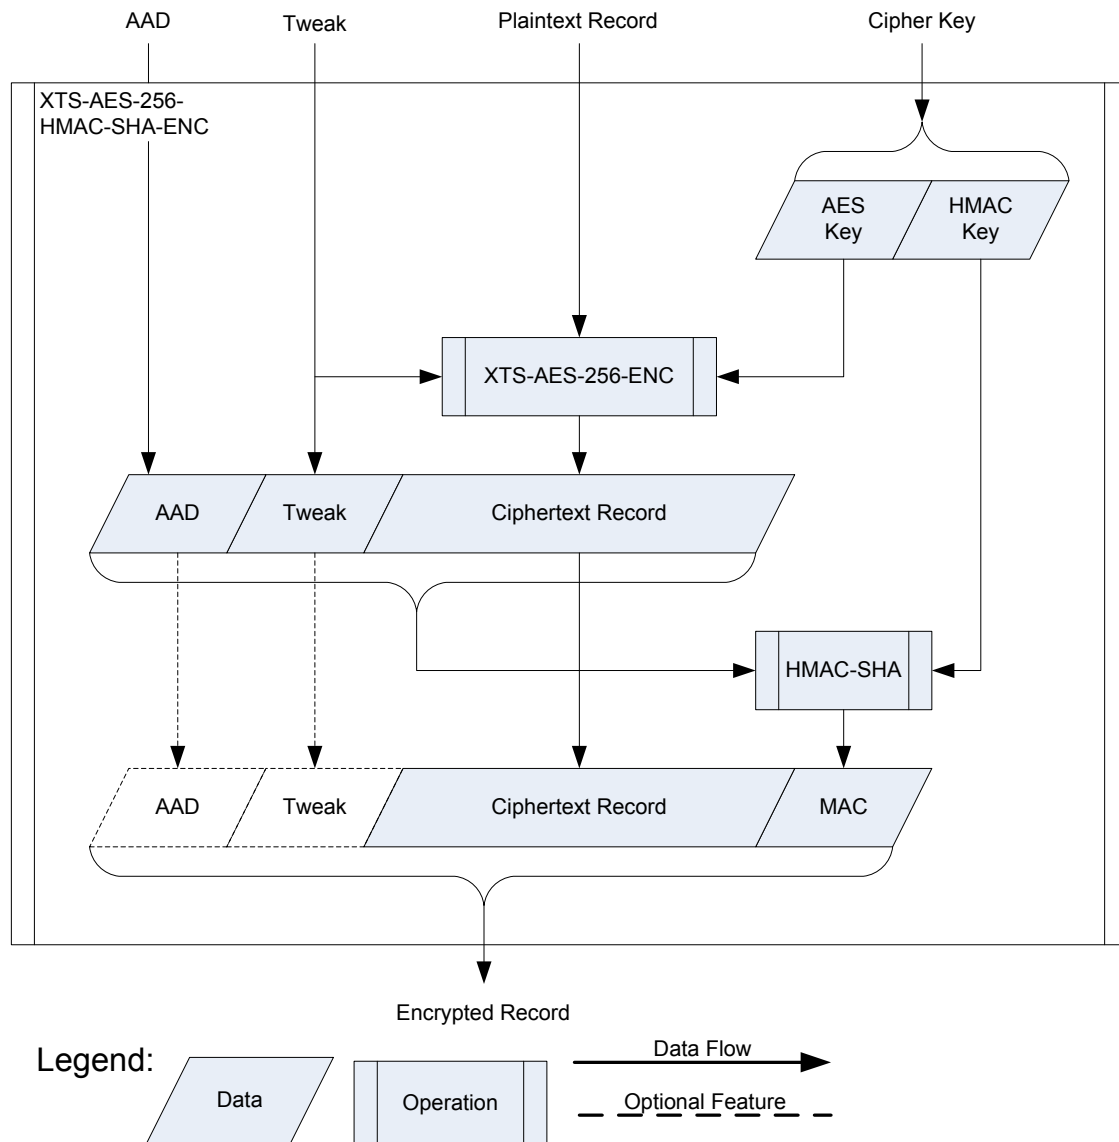 AAD
Tweak
Plaintext Record
Cipher Key
XTS-AES-256-
HMAC-SHA-ENC
AES
Key
HMAC
Key
XTS-AES-256-ENC
AAD
Tweak
Ciphertext Record
HMAC-SHA
AAD
Tweak
Ciphertext Record
MAC
Encrypted Record
Legend:
Data
Operation
Data Flow
Optional Feature